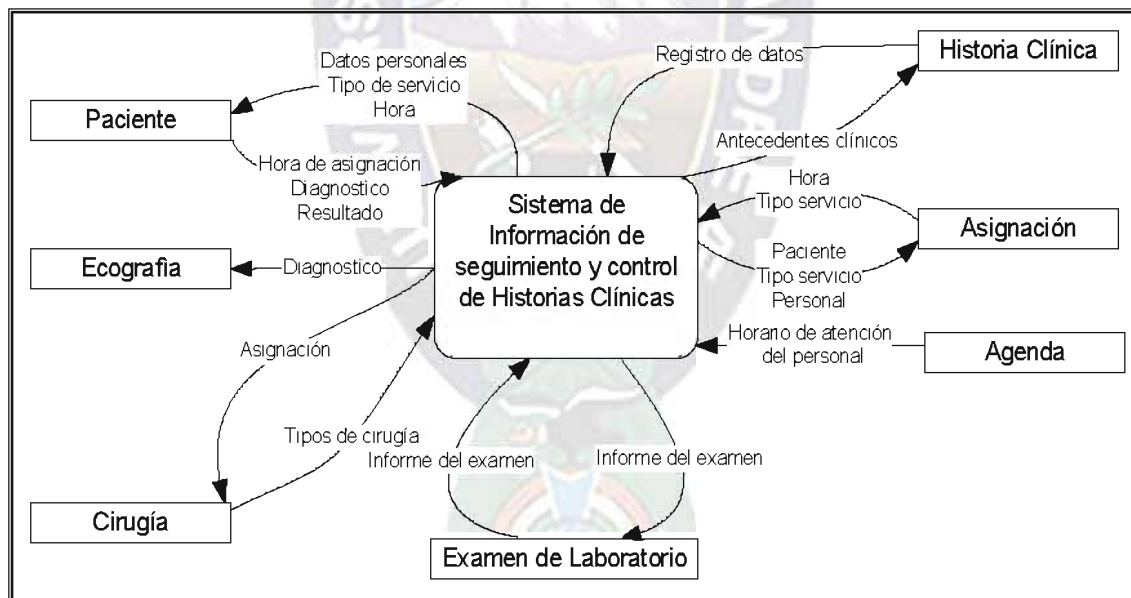 Registro de datos
Historia Clínica
Datos personales
Tipo de servicio
Hora
Paciente
Antecedentes clínicos
Hora de asignación
Diagnostico
Resultado
Hora
Tipo servicio
Sistema de
Información de
seguimiento y control
de Historias Clínicas
Asignación
Paciente
Tipo servicio
Personal
Ecografia
Diagnostico
Horario de atención
del personal
Agenda
Asignación
Tipos de cirugía
Informe del examen
Informe del examen
Cirugía
Examen de Laboratorio